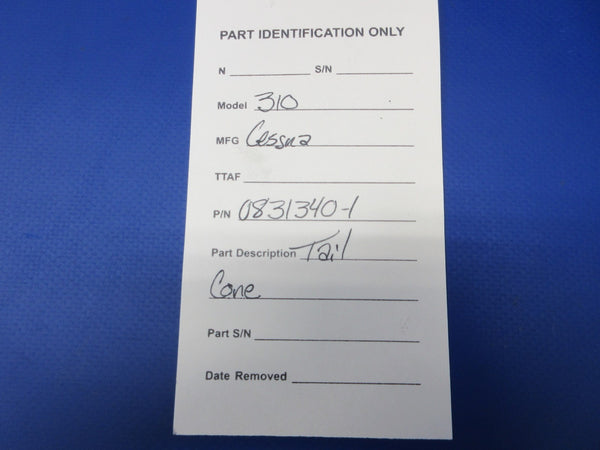 PART IDENTIFICATION ONLY
N S/N
Model 310
MFG Cessna
TTAF
P/N 0831340-1
Part Description Tail
Cone
Part S/N
Date Removed